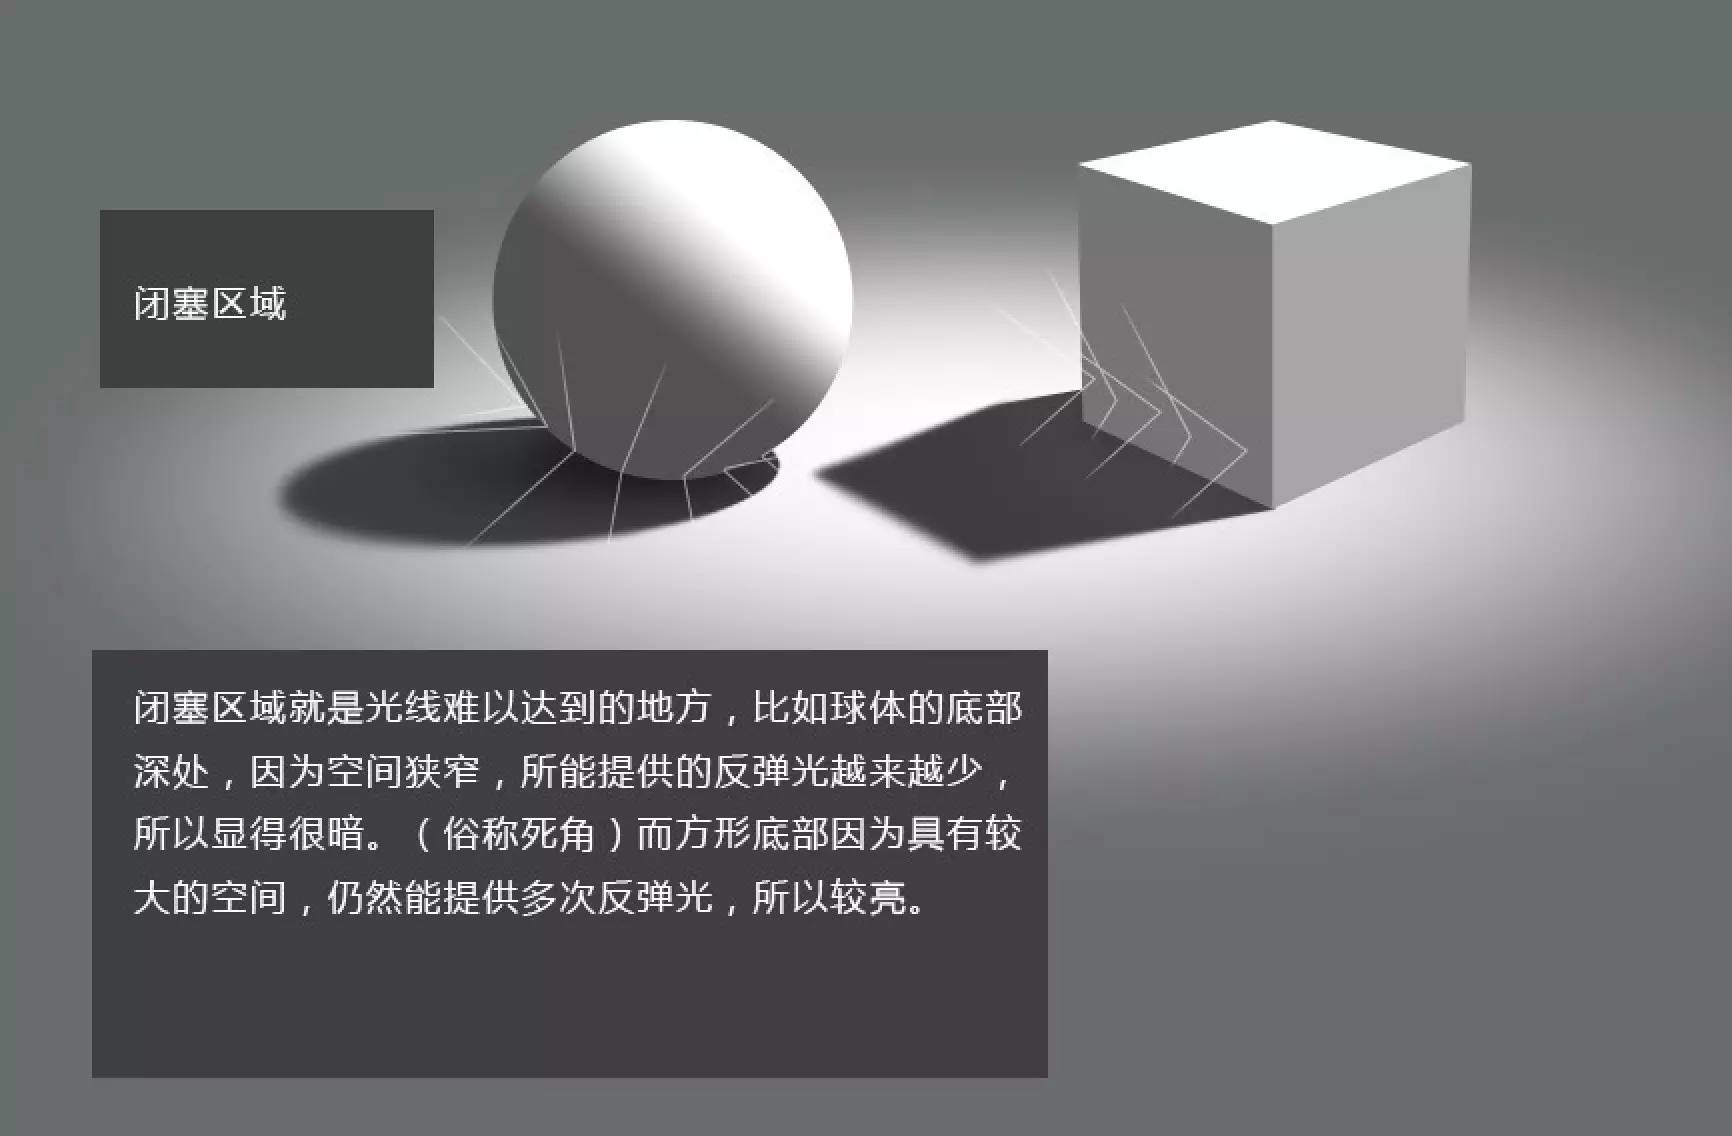 闭塞区域
闭塞区域就是光线难以达到的地方，比如球体的底部
深处，因为空间狭窄，所能提供的反弹光越来越少，
所以显得很暗。（俗称死角）而方形底部因为具有较
大的空间，仍然能提供多次反弹光，所以较亮。